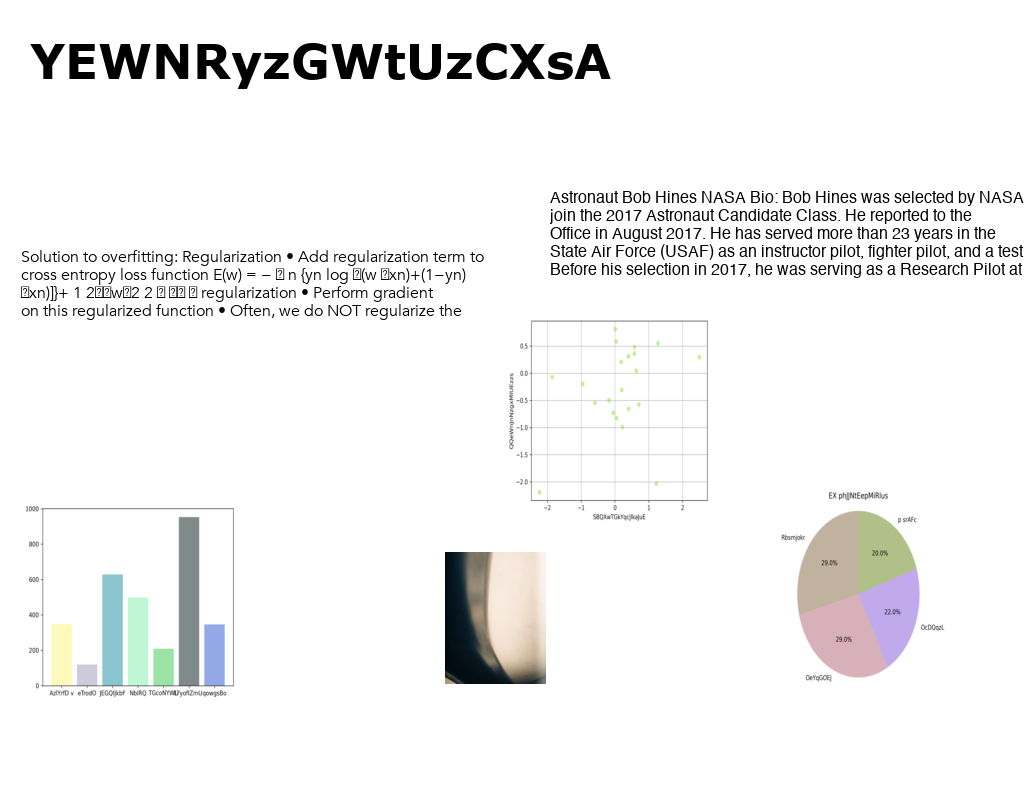 YEWNRyzGWtUzCXsA
Astronaut Bob Hines NASA Bio: Bob Hines was selected by NASA
join the 2017 Astronaut Candidate Class. He reported to the
Office in August 2017. He has served more than 23 years in the
State Air Force (USAF) as an instructor pilot, fighter pilot, and a test
Before his selection in 2017, he was serving as a Research Pilot at
Solution to overfitting: Regularization • Add regularization term to
cross entropy loss function E(w) = − n {yn log (w xn)+(1−yn)
xn)]}+ 1 2 w 2 2 regularization • Perform gradient
on this regularized function • Often, we do NOT regularize the
0.5
0.0
−0.5
−1.0
−1.5
−2.0
−2 −1 0 1 2
EX phJJNtEepMiRlus
p srAFc
Rbsmjokr
20.0%
29.0%
22.0%
OcDQqzL
29.0%
OeYqGOEJ
1000
800
600
400
200
0
AzlYrfD v eTrodO JEGQIJkbF NbIRQ